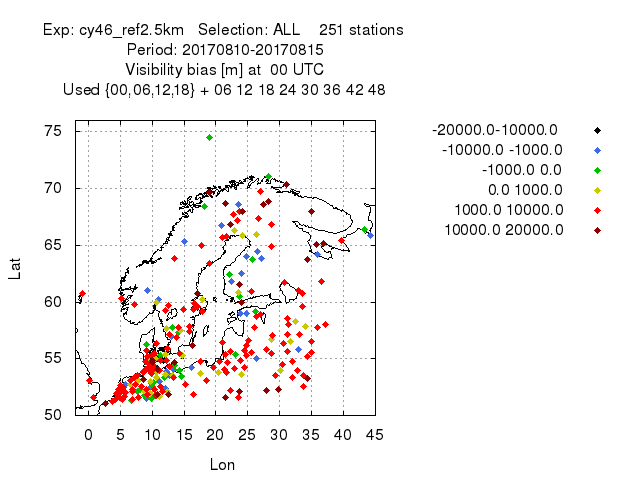 Exp: cy46_ref2.5km Selection: ALL 251 stations
Period: 20170810-20170815
Visibility bias [m] at 00 UTC
Used {00,06,12,18} + 06 12 18 24 30 36 42 48
-20000.0-10000.0
-10000.0 -1000.0
-1000.0 0.0
0.0 1000.0
1000.0 10000.0
10000.0 20000.0
Lat
75
70
65
60
55
50
0 5 10 15 20 25 30 35 40 45
Lon